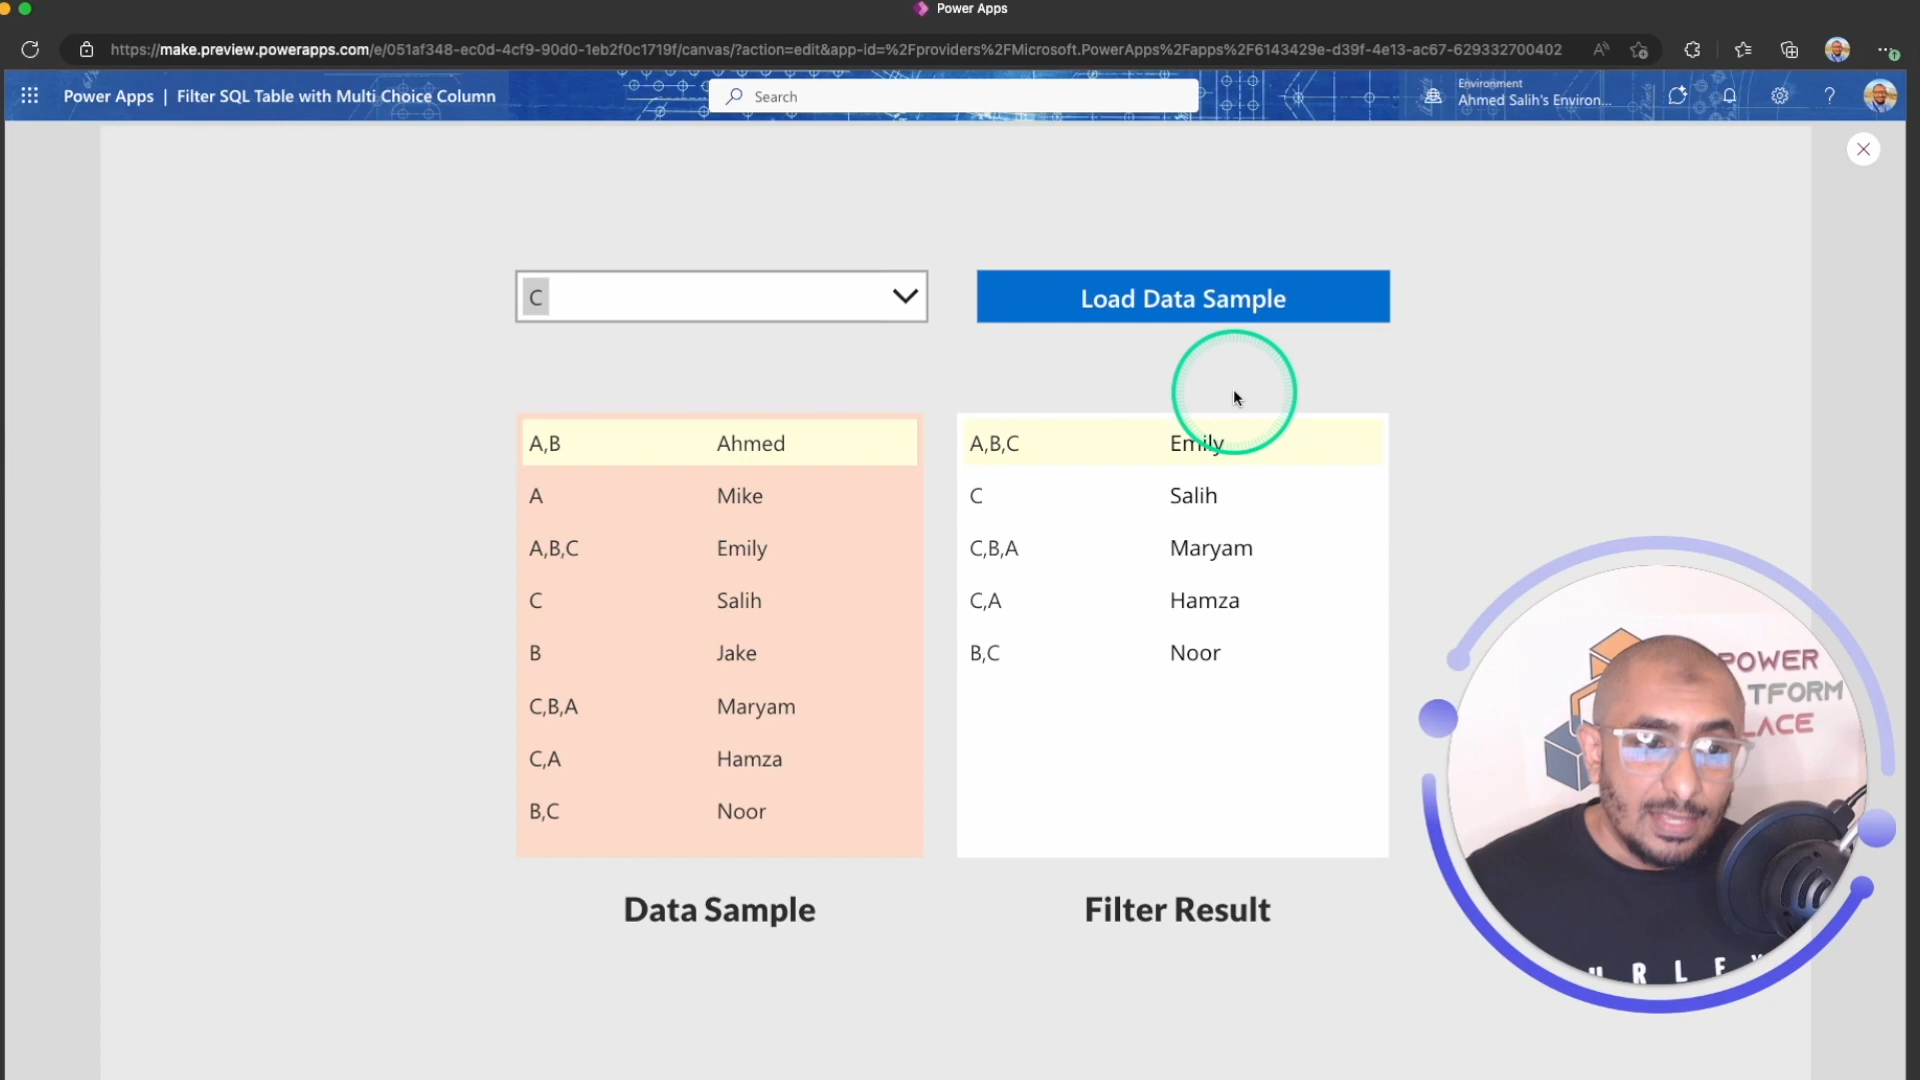 Power Apps
https://make.preview.powerapps.com/e/051af348-ec0d-4cf9-90d0-1eb2f0c1719f/canvas/?action=edit&app-id=%2Fproviders%2FMicrosoft.PowerApps%2Fapps%2F6143429e-d39f-4e13-ac67-629332700402
Power Apps | Filter SQL Table with Multi Choice Column
Search
Environment
Ahmed Salih's Environ...
C
Load Data Sample
A,B Ahmed
A Mike
A,B,C Emily
C Salih
B Jake
C,B,A Maryam
C,A Hamza
B,C Noor
Data Sample
A,B,C Emily
C Salih
C,B,A Maryam
C,A Hamza
B,C Noor
Filter Result
POWER
TFORM
LACE